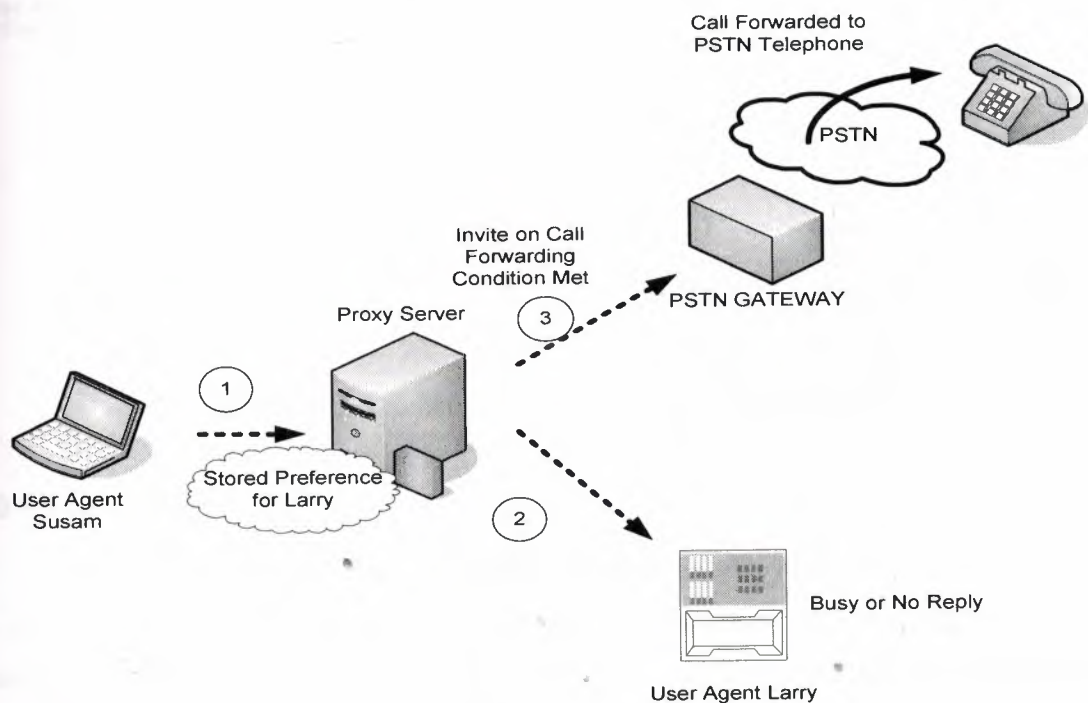 Call Forwarded to
PSTN Telephone
PSTN
Invite on Call
Forwarding
Condition Met
PSTN GATEWAY
3
Proxy Server
1
Stored Preference
for Larry
User Agent
Susam
2
Busy or No Reply
User Agent Larry